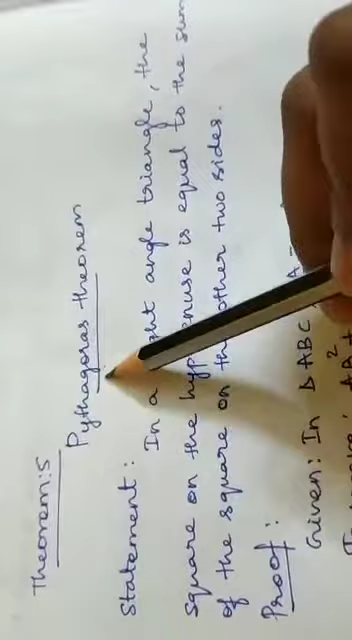 Theorem:5
Pythagoras theorem
Statement:
In a angle triangle, the
square on the is equal to the sum
of the square on other two sides.
Proof:
Given: In Δ ABC